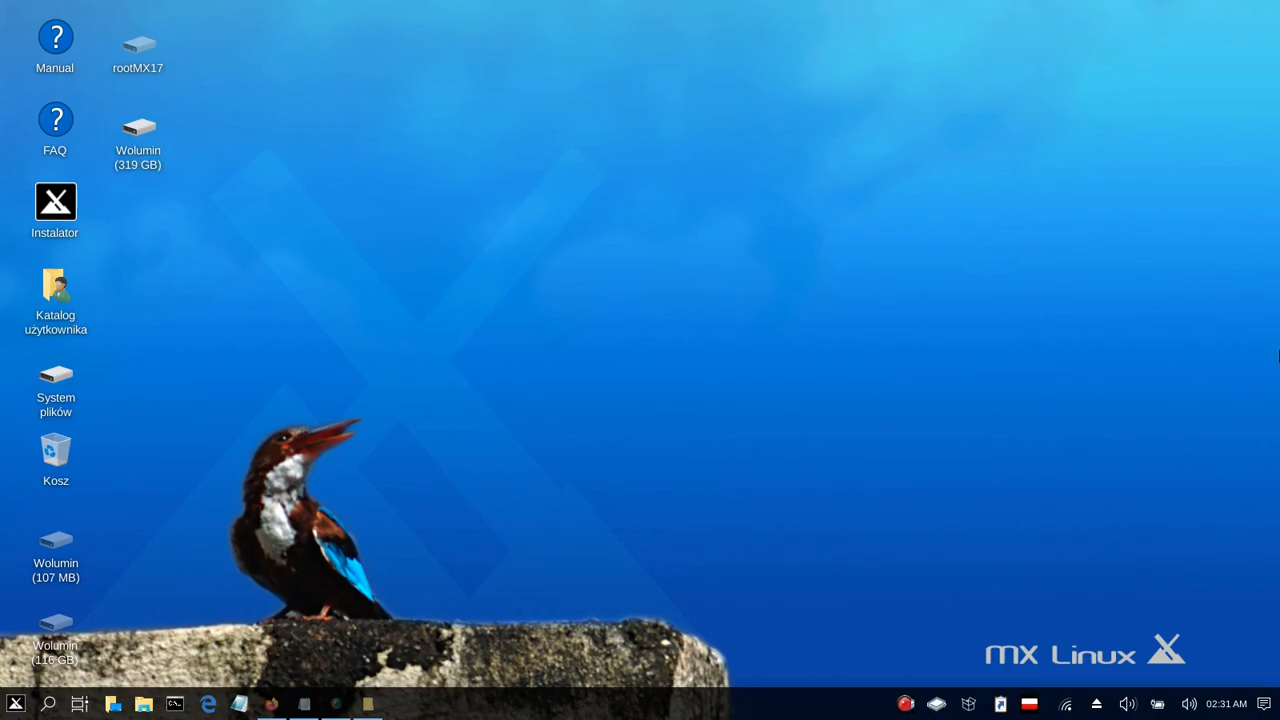 Manual
rootMX17
FAQ
Wolumin
(319 GB)
Instalator
Katalog
użytkownika
System
plików
Kosz
Wolumin
(107 MB)
Wolumin
(116 GB)
MX Linux
02:31 AM